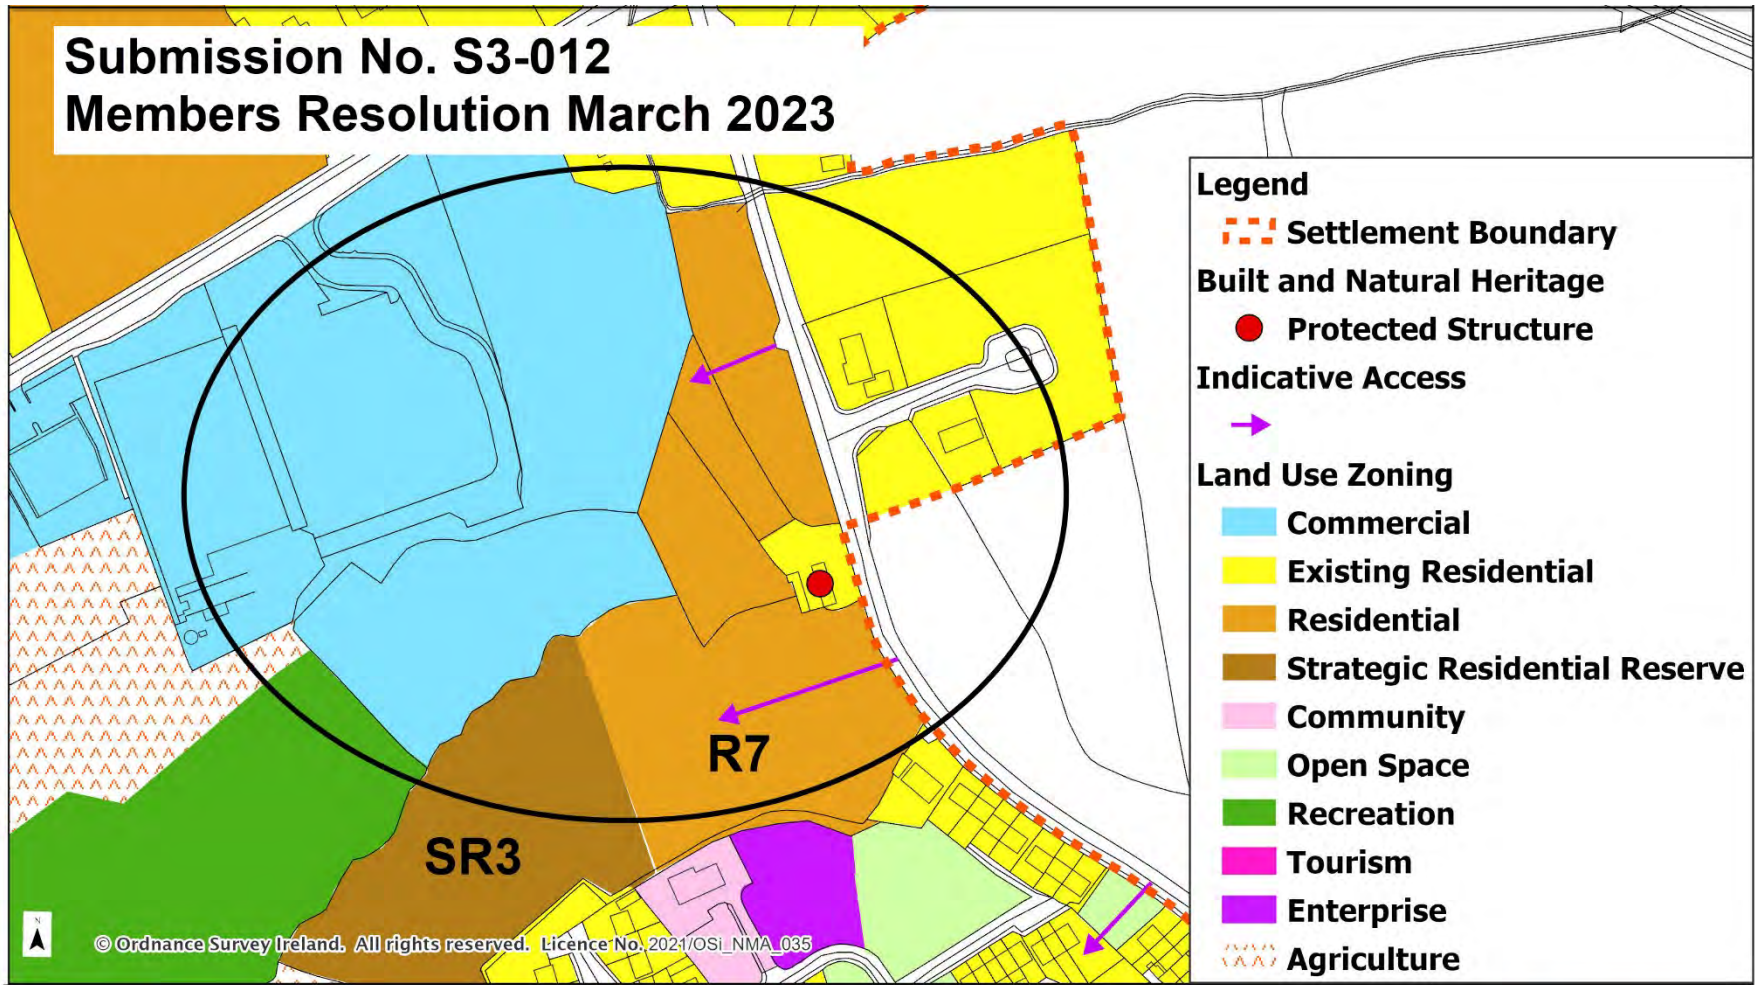 Submission No. S3-012
Members Resolution March 2023
Legend
Settlement Boundary
Built and Natural Heritage
Protected Structure
Indicative Access
Land Use Zoning
Commercial
Existing Residential
Residential
Strategic Residential Reserve
Community
Open Space
Recreation
Tourism
Enterprise
Agriculture
R7
SR3
N
© Ordnance Survey Ireland. All rights reserved. Licence No. 2021/OSi_NMA_035